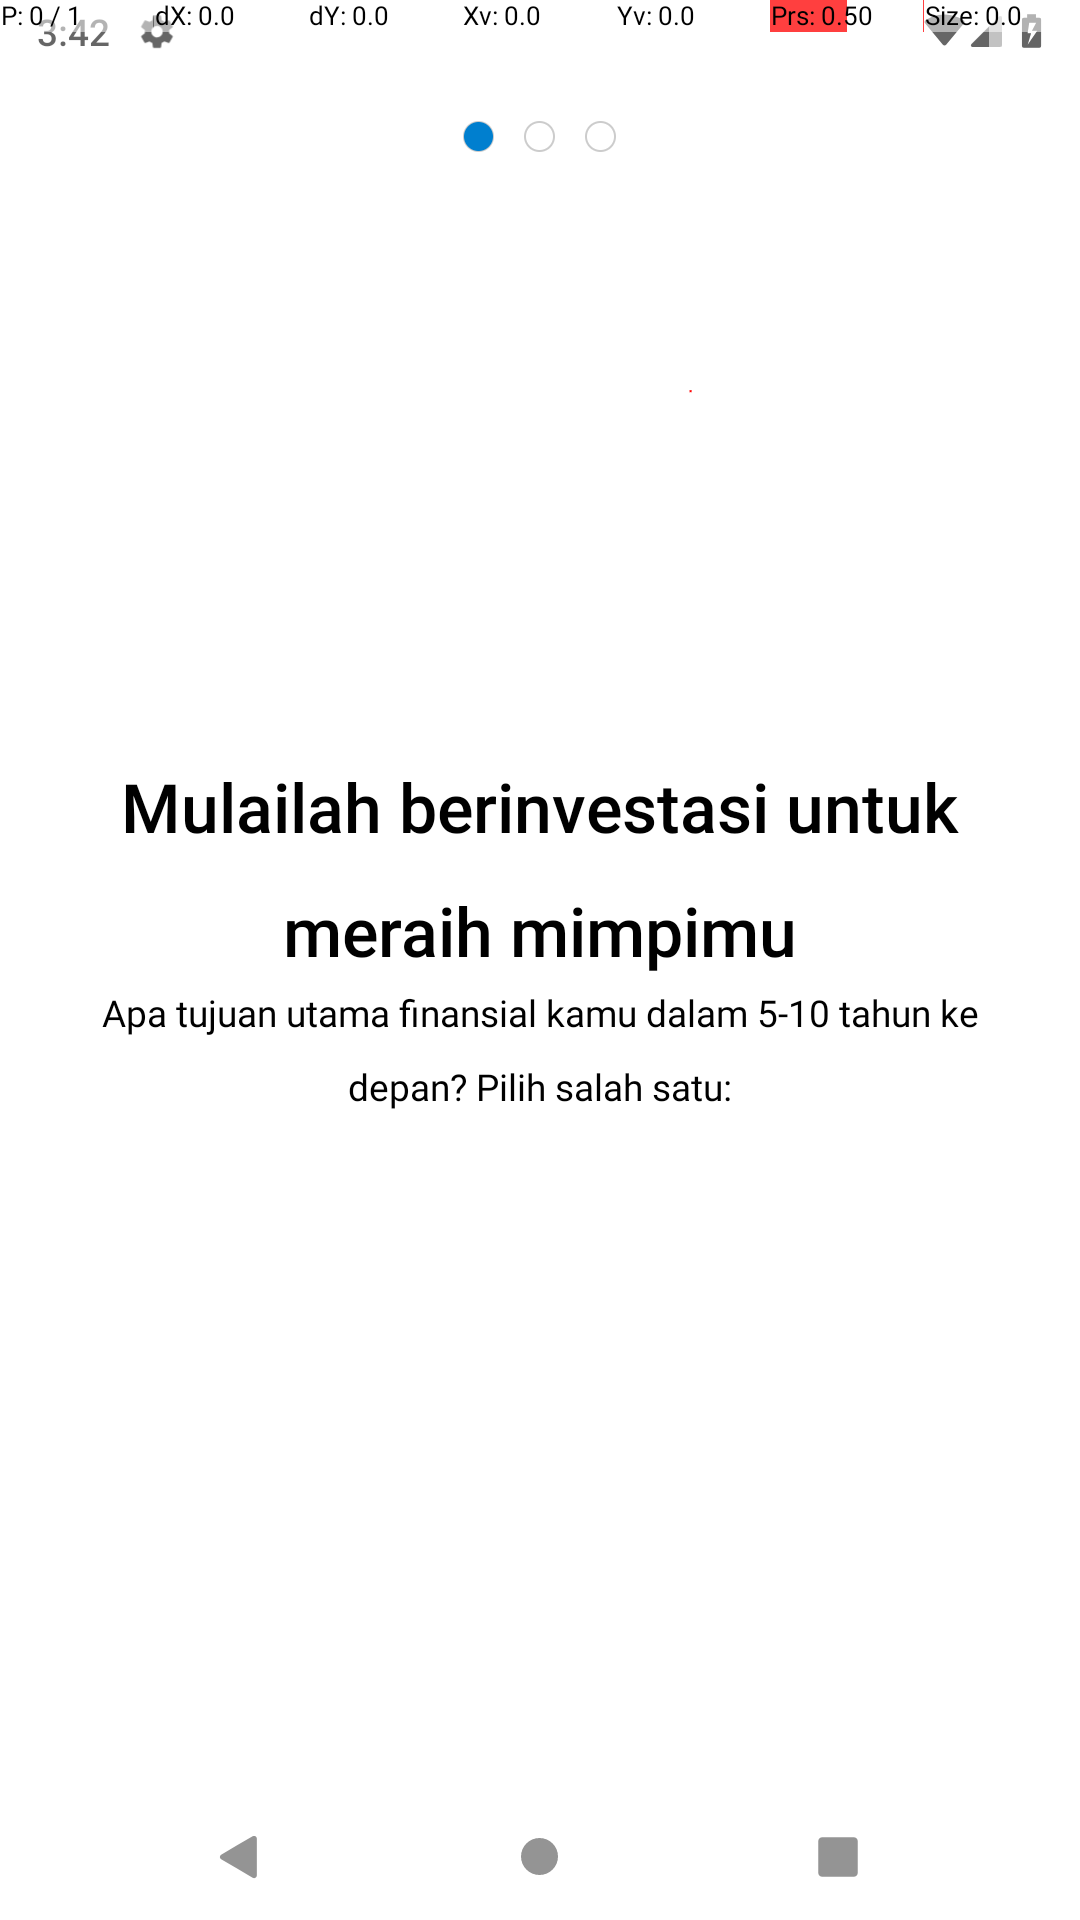 P: 0 / 1 dX: 0.0 dY: 0.0 Xv: 0.0 Yv: 0.0 Prs: 0.50 Size: 0.0
3:42
Mulailah berinvestasi untuk
meraih mimpimu
Apa tujuan utama finansial kamu dalam 5-10 tahun ke
depan? Pilih salah satu: